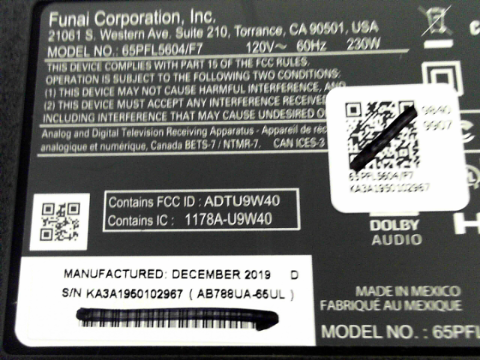 Funai Corporation, Inc.
21061 S. Western Ave. Suite 210, Torrance, CA 90501, USA
MODEL NO.: 65PFL5604/F7 120V~ 60Hz 230W
THIS DEVICE COMPLIES WITH PART 15 OF THE FCC RULES.
OPERATION IS SUBJECT TO THE FOLLOWING TWO CONDITIONS:
(1) THIS DEVICE MAY NOT CAUSE HARMFUL INTERFERENCE, AND
(2) THIS DEVICE MUST ACCEPT ANY INTERFERENCE RECEIVED
INCLUDING INTERFERENCE THAT MAY CAUSE UNDESIRED
Analog and Digital Television Receiving Apparatus - Appareil de
analogique et numérique, Canada BETS-7 / NTMR-7. CAN ICES-3
9907
65PFL5604/F7
KA3A1950102967
Contains FCC ID : ADTU9W40
Contains IC : 1178A-U9W40
DOLBY
AUDIO
MANUFACTURED: DECEMBER 2019 D
S/N KA3A1950102967 ( AB788UA-65UL )
MADE IN MEXICO
FABRIQUÉ AU MEXIQUE
MODEL NO. : 65PFL